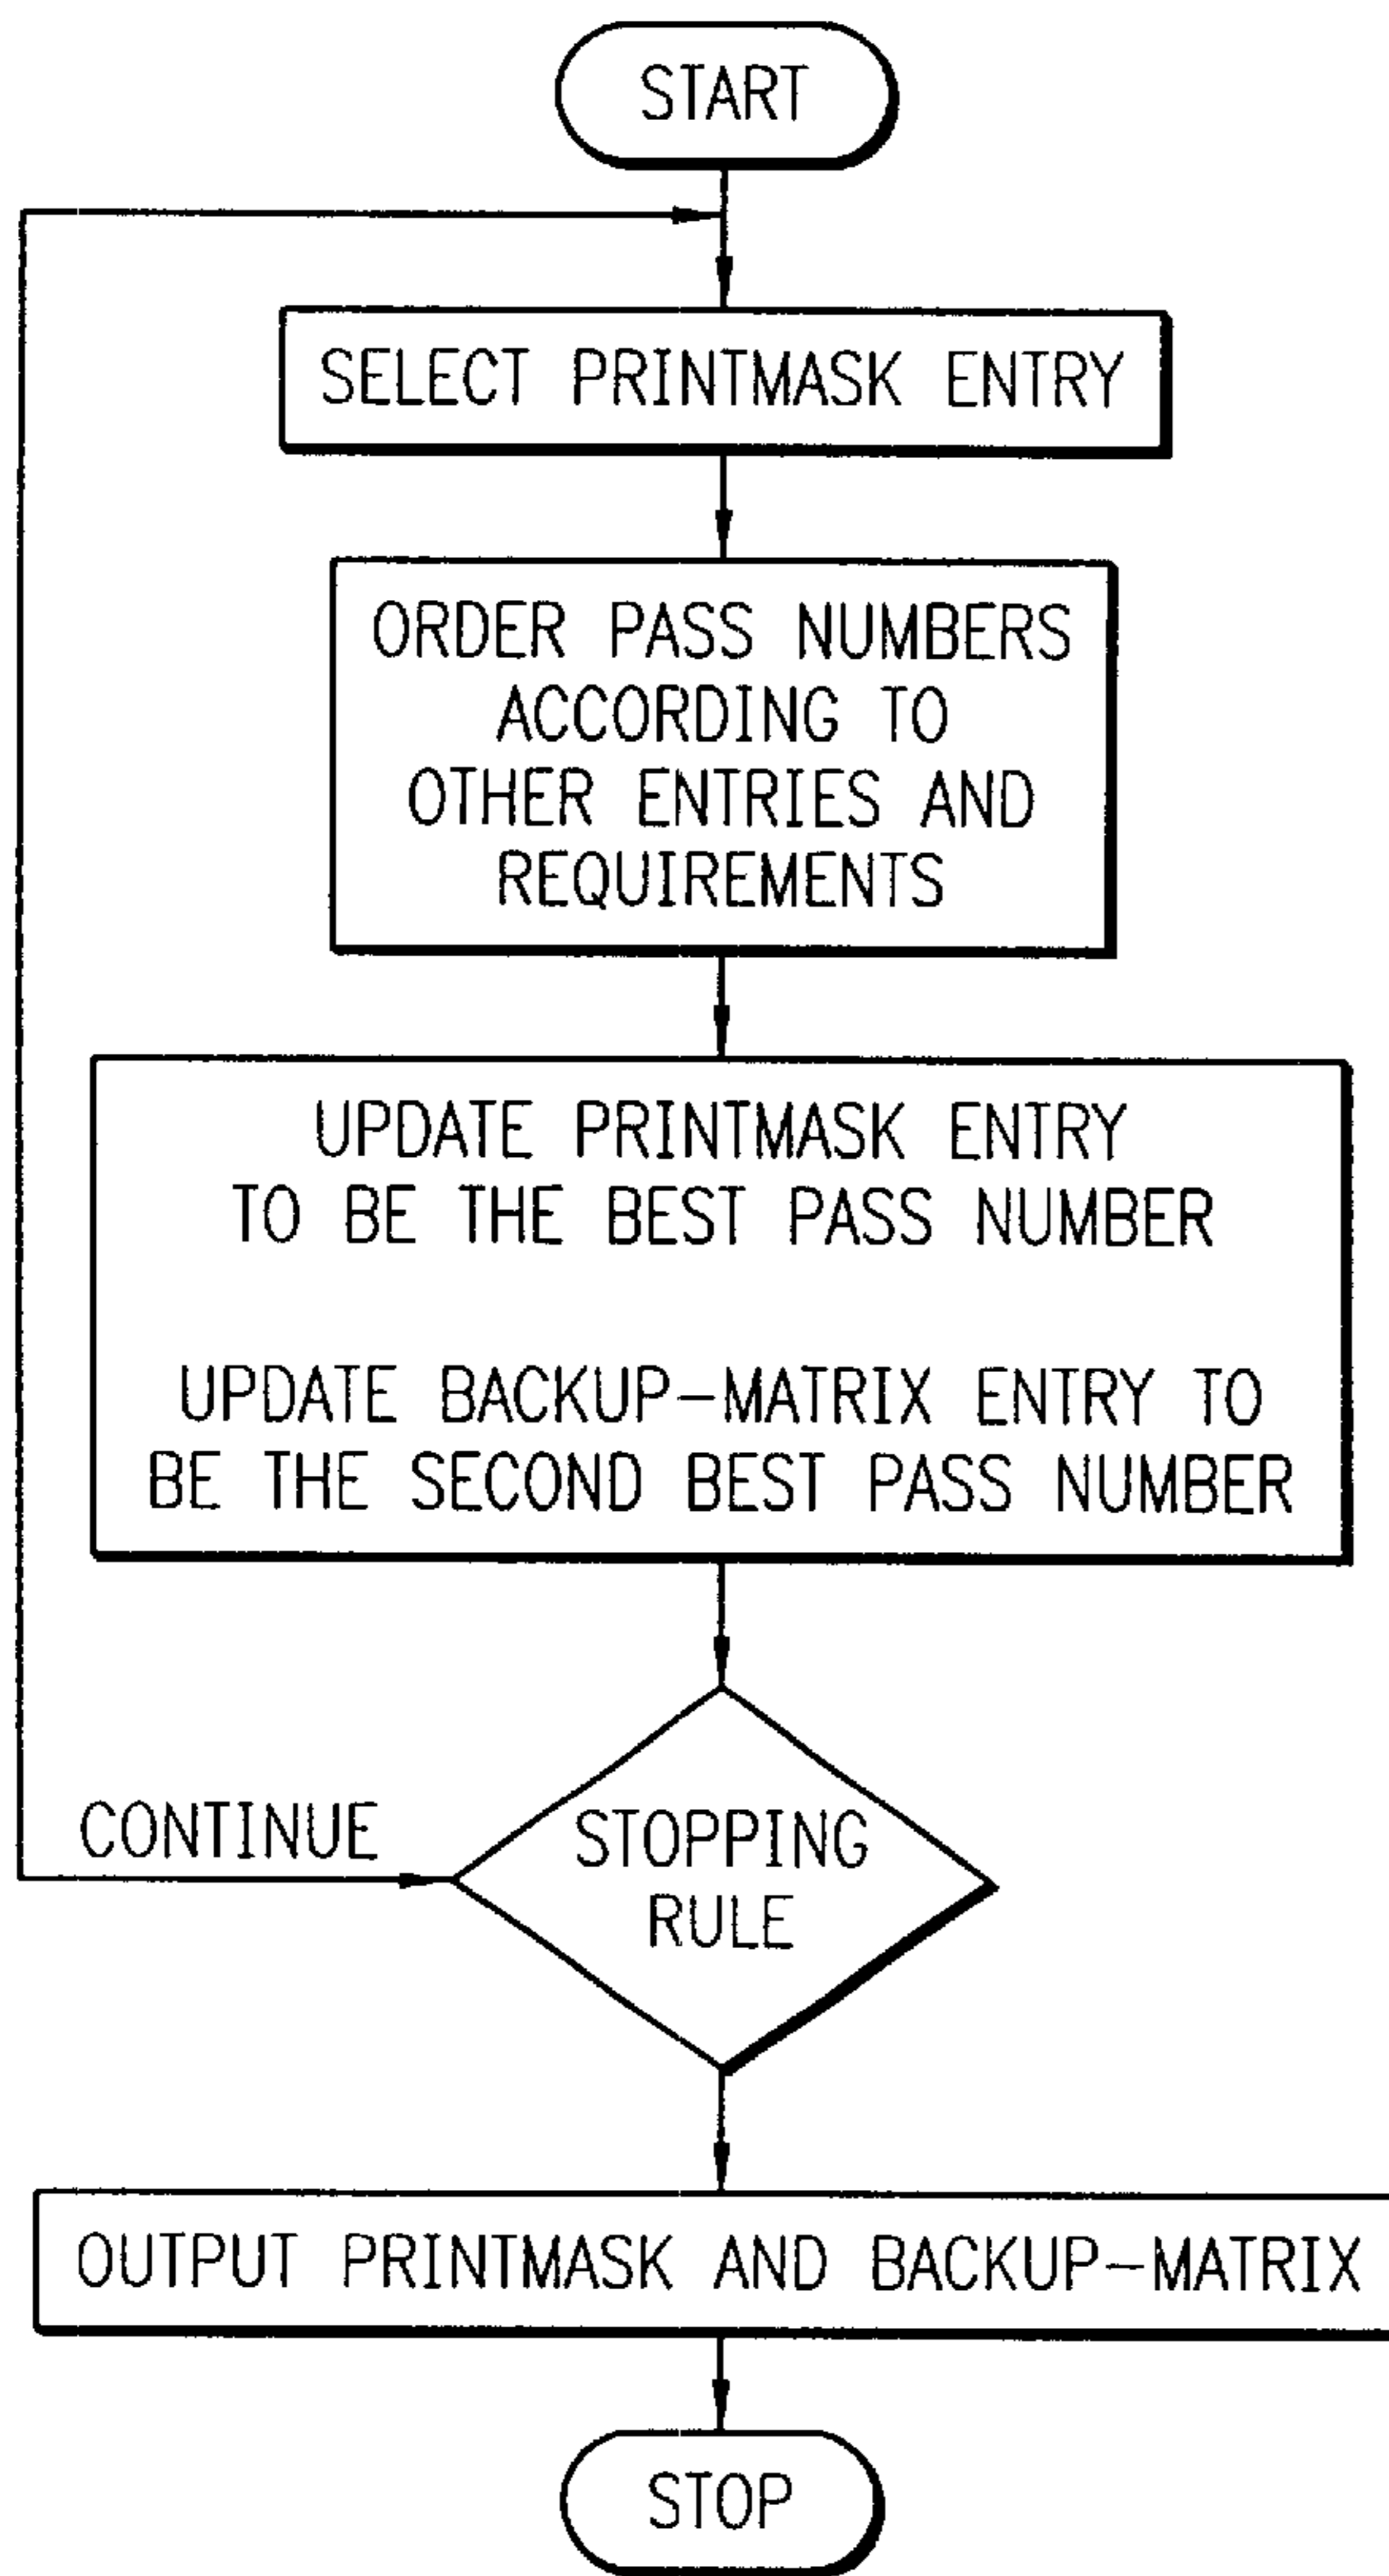 START
SELECT PRINTMASK ENTRY
ORDER PASS NUMBERS
ACCORDING TO
OTHER ENTRIES AND
REQUIREMENTS
UPDATE PRINTMASK ENTRY
TO BE THE BEST PASS NUMBER
UPDATE BACKUP-MATRIX ENTRY TO
BE THE SECOND BEST PASS NUMBER
CONTINUE
STOPPING
RULE
OUTPUT PRINTMASK AND BACKUP-MATRIX
STOP